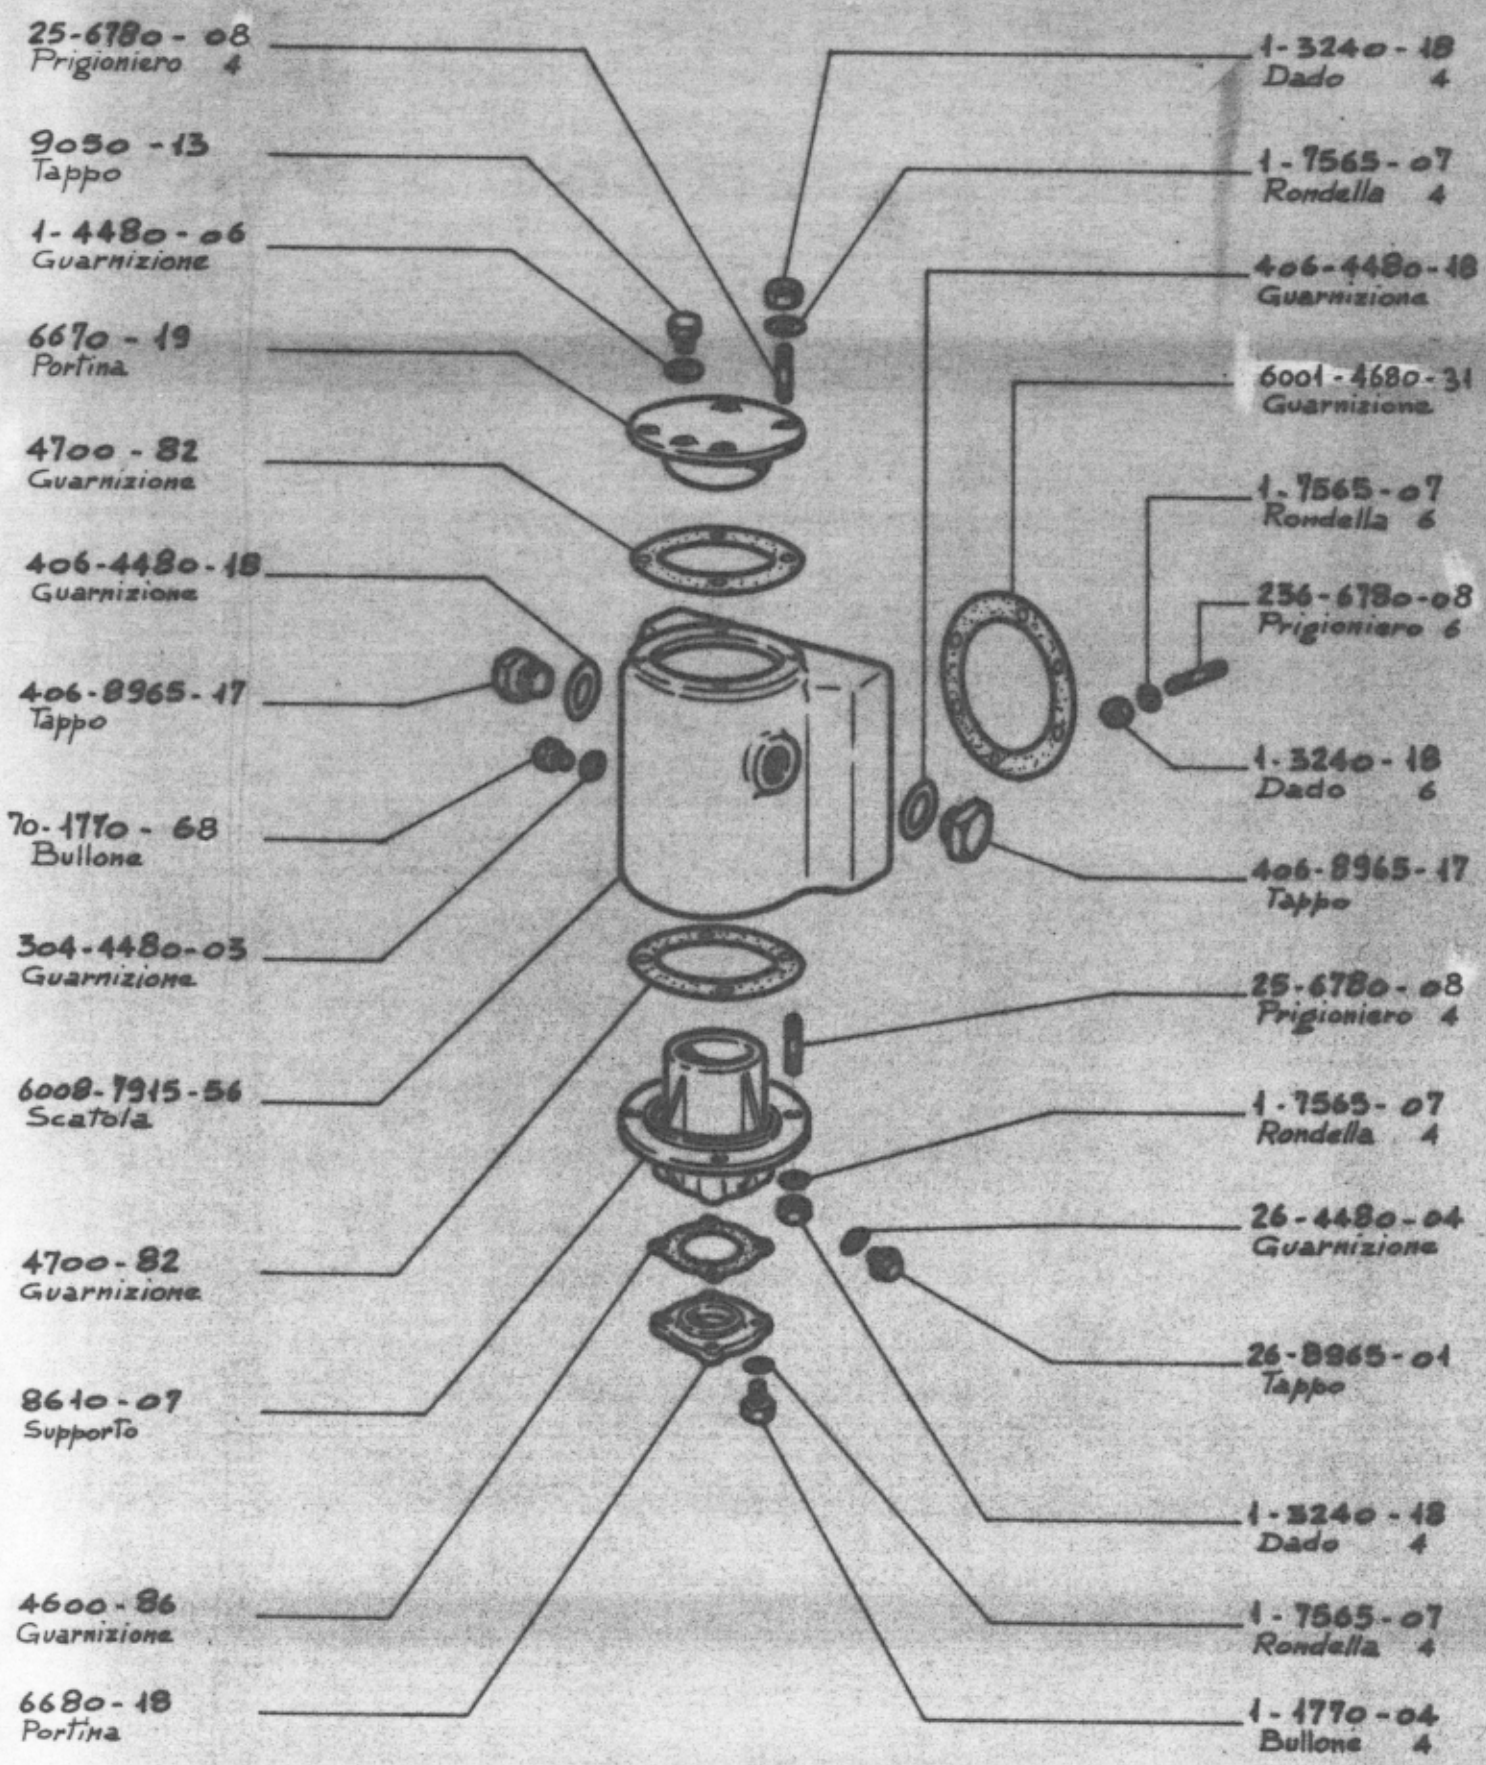 25-6780-08
Prigioniero 4
9050-13
Tappo
1-4480-06
Guarnizione
6670-19
Portina
4700-82
Guarnizione
406-4480-18
Guarnizione
406-8965-17
Tappo
70-1770-68
Bullone
304-4480-03
Guarnizione
6008-7915-56
Scatola
4700-82
Guarnizione
8610-07
Supporto
4600-86
Guarnizione
6680-18
Portina
1-3240-18
Dado 4
1-7565-07
Rondella 4
406-4480-18
Guarnizione
6001-4680-31
Guarnizione
1-7565-07
Rondella 6
236-6780-08
Prigioniero 6
1-3240-18
Dado 6
406-8965-17
Tappo
25-6780-08
Prigioniero 4
1-7565-07
Rondella 4
26-4480-04
Guarnizione
26-8965-01
Tappo
1-3240-18
Dado 4
1-7565-07
Rondella 4
1-1770-04
Bullone 4